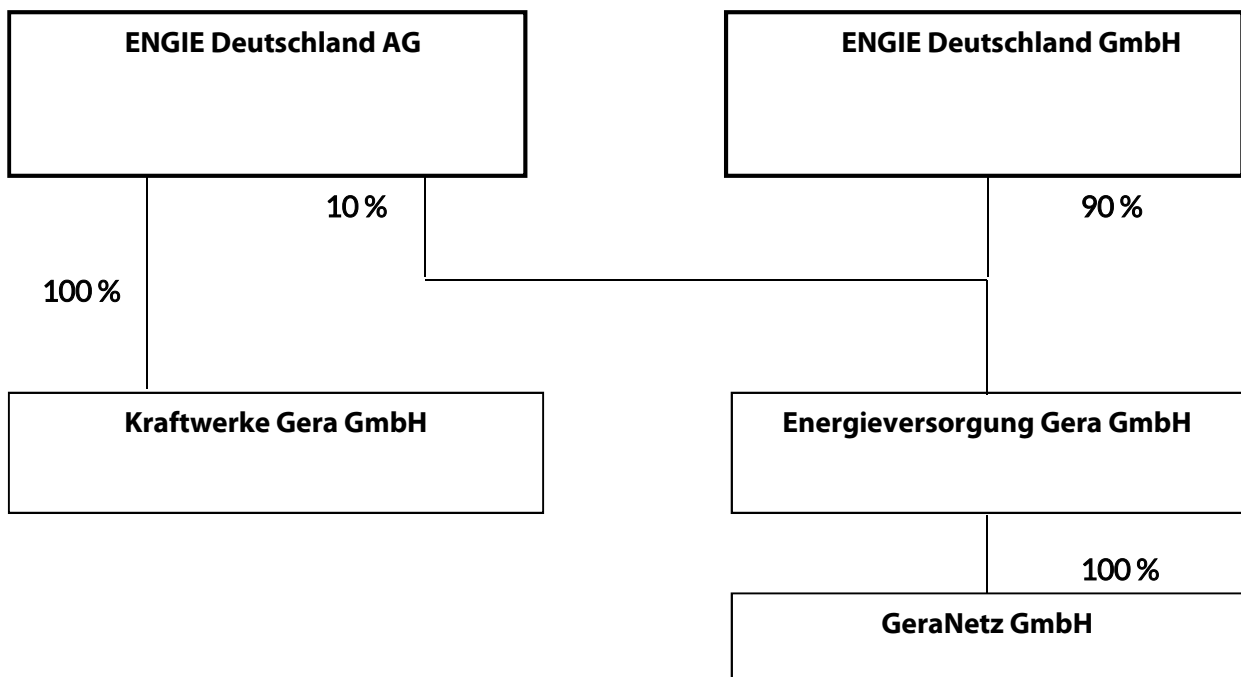 ENGIE Deutschland AG
ENGIE Deutschland GmbH
10 %
90 %
100 %
Kraftwerke Gera GmbH
Energieversorgung Gera GmbH
100 %
GeraNetz GmbH